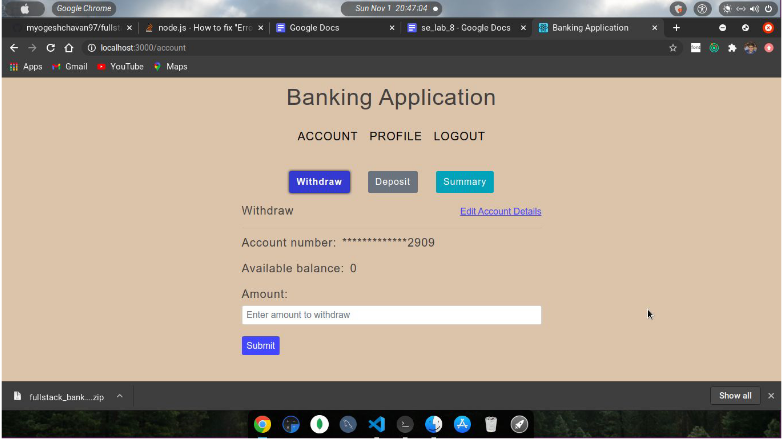 Google Chrome
Sun Nov 1 20:47:04
myogeshchavan97/fullst
node.js - How to fix "Erro
Google Docs
se_lab_8 - Google Docs
Banking Application
localhost:3000/account
Apps
Gmail
YouTube
Maps
Banking Application
ACCOUNT PROFILE LOGOUT
Withdraw Deposit Summary
Withdraw Edit Account Details
Account number: *************2909
Available balance: 0
Amount:
Enter amount to withdraw
Submit
fullstack_bank....zip
Show all